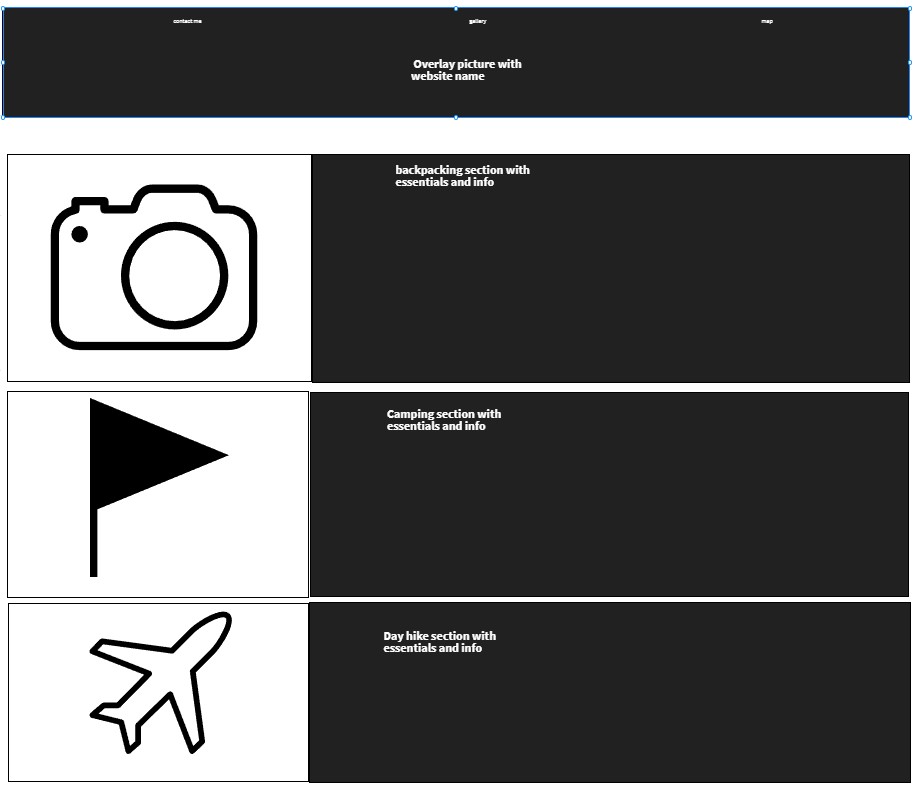 contact me
gallery
map
Overlay picture with
website name
backpacking section with
essentials and info
Camping section with
essentials and info
Day hike section with
essentials and info